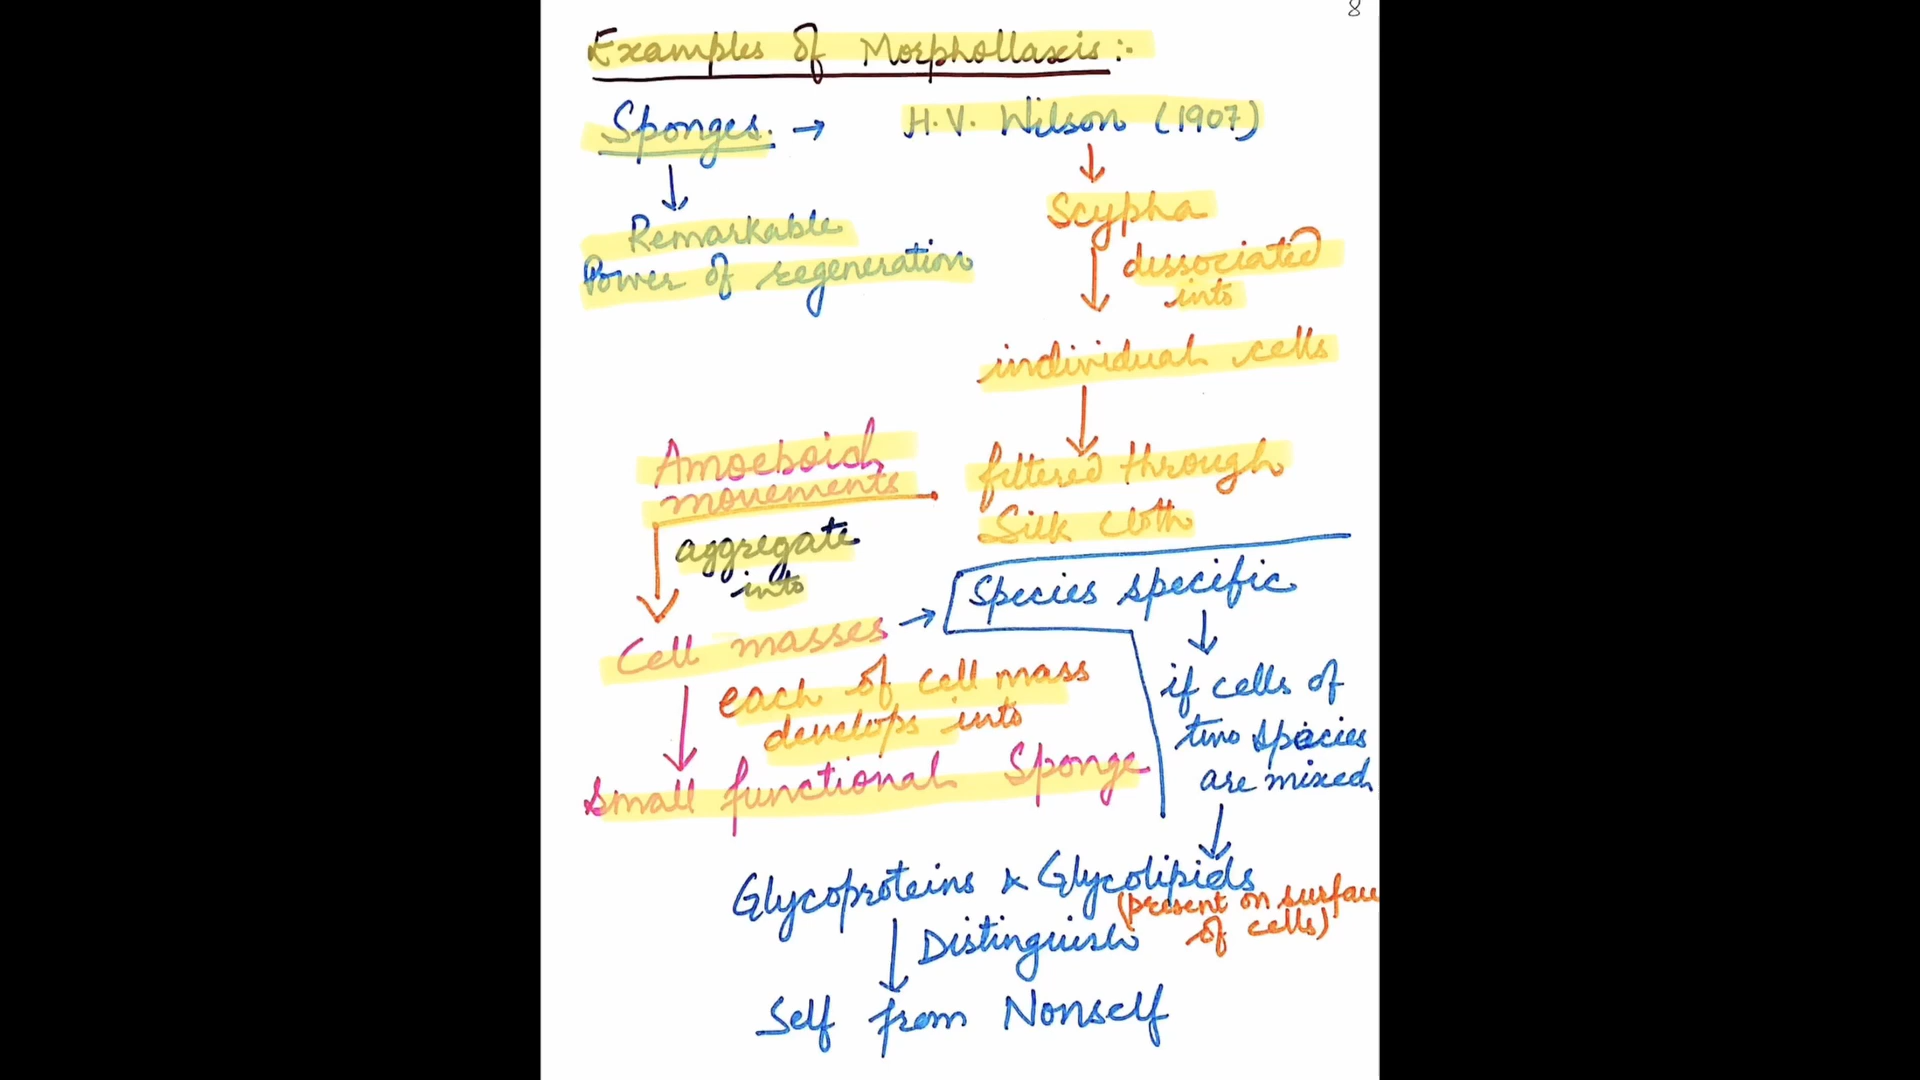 8
Examples of Morphollaxis :-
Sponges. → H.V. Wilson (1907)
↓
Remarkable
Power of regeneration
↓
Scypha
↓ dissociated
into
individual cells
↓
filtered through
Silk cloth
Amoeboid
movements
↓ aggregate
into
Cell masses → Species specific
↓ each of cell mass
develops into
Small functional Sponge
↓
if cells of
two species
are mixed
↓
Glycoproteins & Glycolipids
(present on surface
of cells)
↓ Distinguish
Self from Nonself